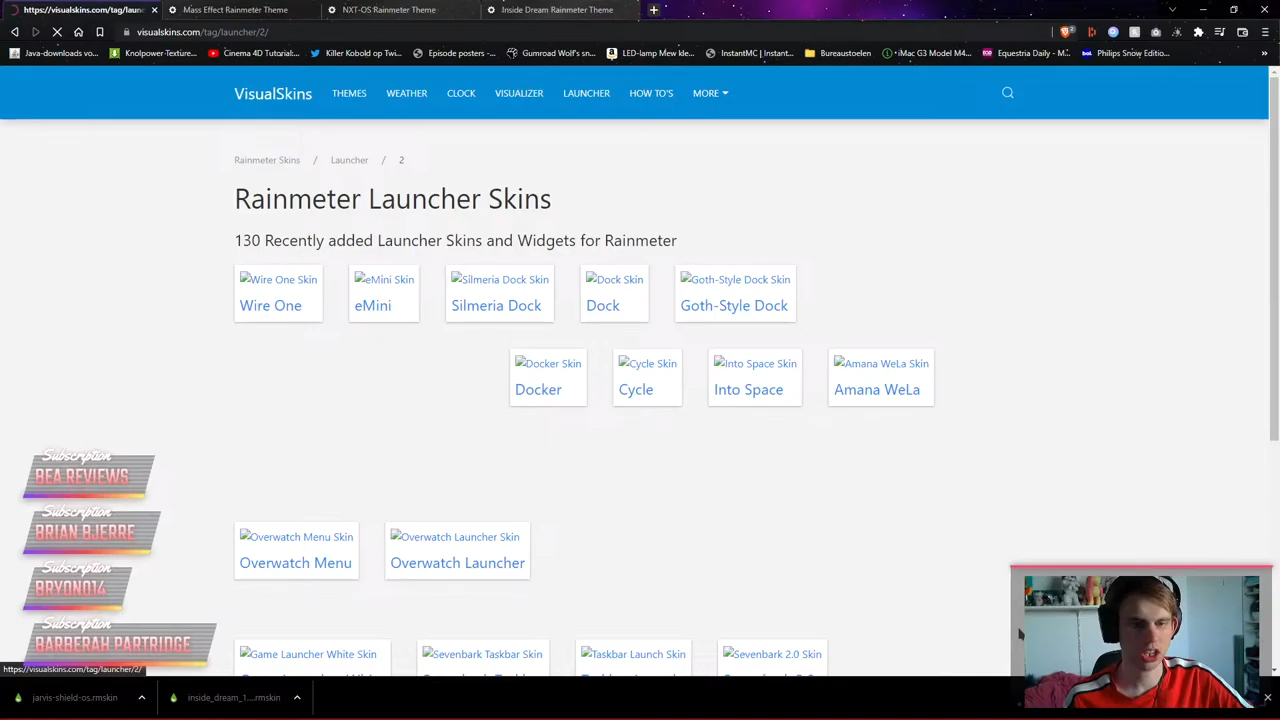 https://visualskins.com/tag/laun
Mass Effect Rainmeter Theme
NXT-OS Rainmeter Theme
Inside Dream Rainmeter Theme
visualskins.com/tag/launcher/2/
Java-downloads vo...
Knolpower-Texture...
Cinema 4D Tutorial:...
Killer Kobold op Twi...
Episode posters -...
Gumroad Wolf's sn...
LED-lamp Mew kle...
InstantMC | Instant...
Bureaustoelen
iMac G3 Model M4...
Equestria Daily - M...
Philips Snöw Editio...
»
VisualSkins
THEMES
WEATHER
CLOCK
VISUALIZER
LAUNCHER
HOW TO'S
MORE
Rainmeter Skins / Launcher / 2
Rainmeter Launcher Skins
130 Recently added Launcher Skins and Widgets for Rainmeter
Wire One Skin
eMini Skin
Silmeria Dock Skin
Dock Skin
Goth-Style Dock Skin
Wire One
eMini
Silmeria Dock
Dock
Goth-Style Dock
Docker Skin
Cycle Skin
Into Space Skin
Amana WeLa Skin
Docker
Cycle
Into Space
Amana WeLa
Subscription
BEA REVIEWS
Subscription
BRIAN BJERRE
Subscription
BRYONO14
Subscription
BARBERAH PARTRIDGE
Overwatch Menu Skin
Overwatch Launcher Skin
Overwatch Menu
Overwatch Launcher
Game Launcher White Skin
Sevenbark Taskbar Skin
Taskbar Launch Skin
Sevenbark 2.0 Skin
https://visualskins.com/tag/launcher/2/
jarvis-shield-os.rmskin
inside_dream_1....rmskin